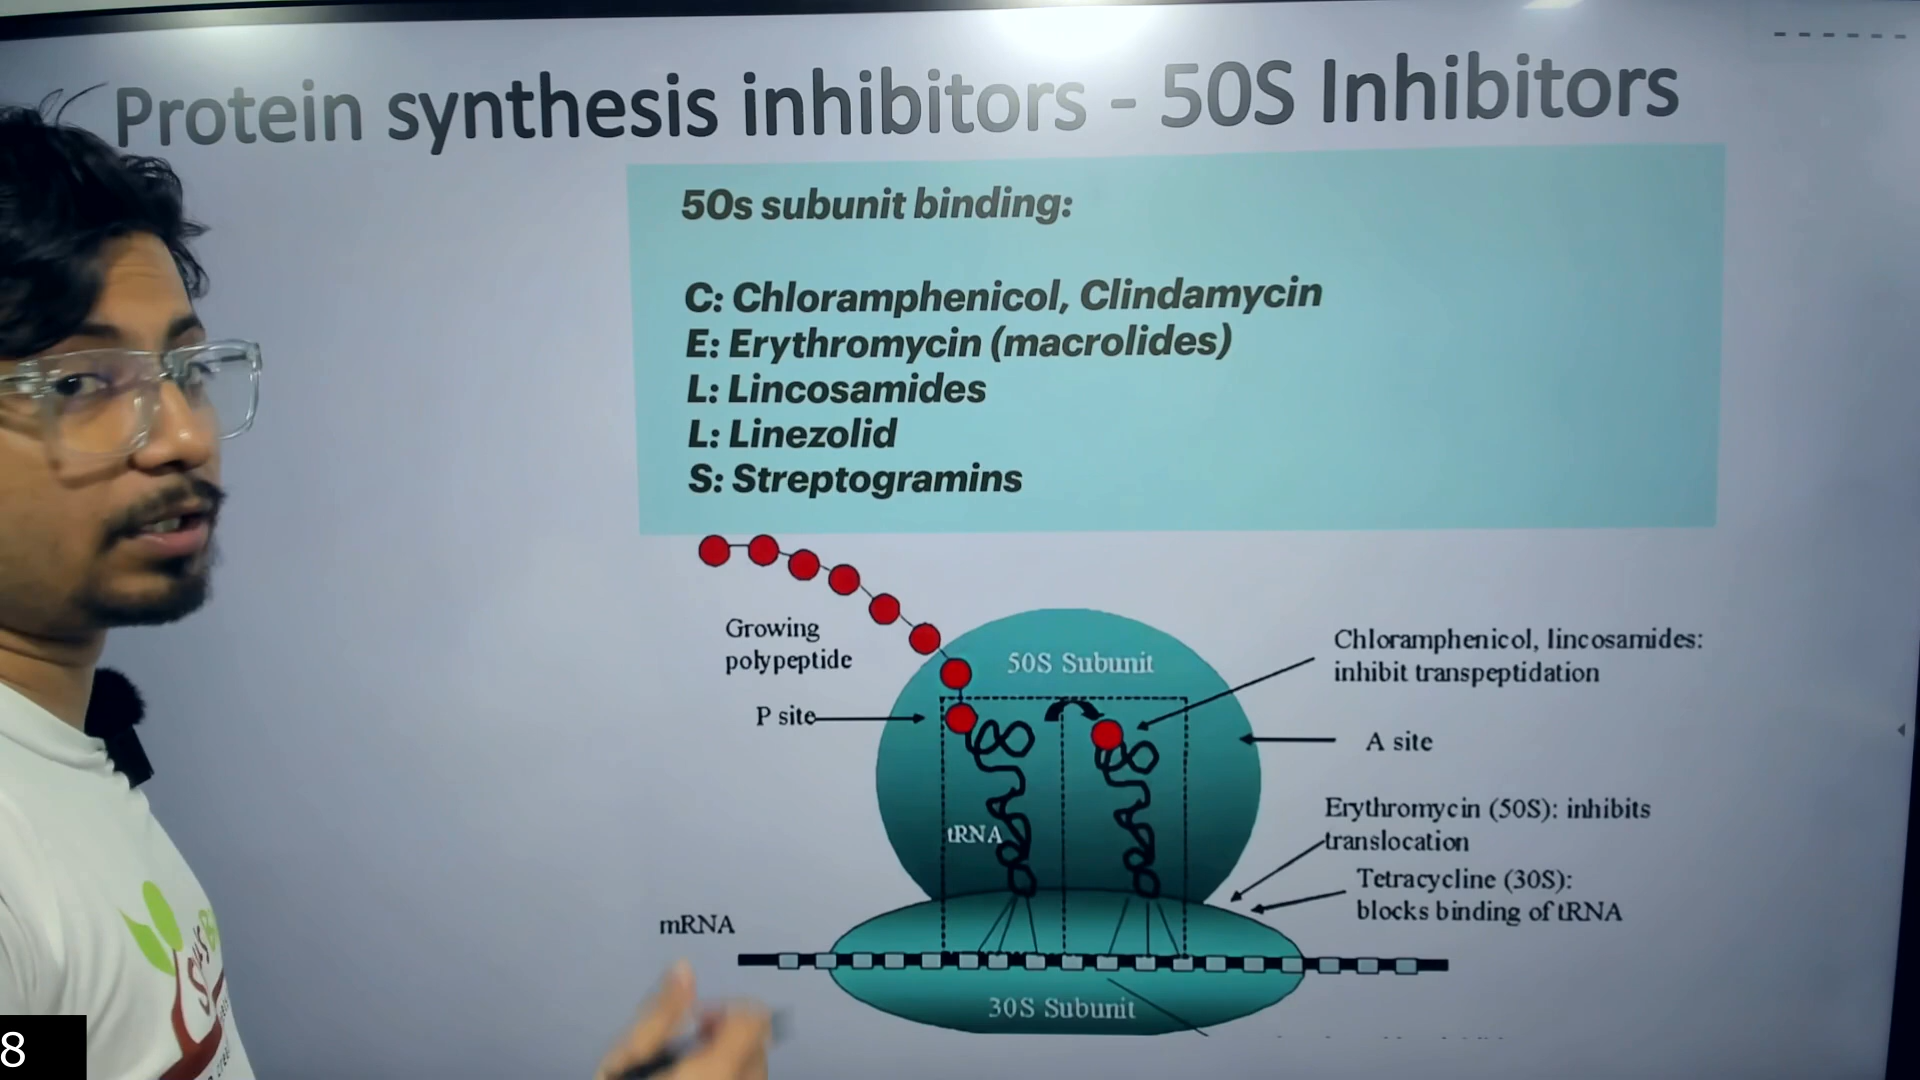 Protein synthesis inhibitors - 50S Inhibitors
50s subunit binding:
C: Chloramphenicol, Clindamycin
E: Erythromycin (macrolides)
L: Lincosamides
L: Linezolid
S: Streptogramins
Growing
polypeptide
50S Subunit
Chloramphenicol, lincosamides:
inhibit transpeptidation
P site
A site
tRNA
Erythromycin (50S): inhibits
translocation
Tetracycline (30S):
blocks binding of tRNA
mRNA
30S Subunit
8